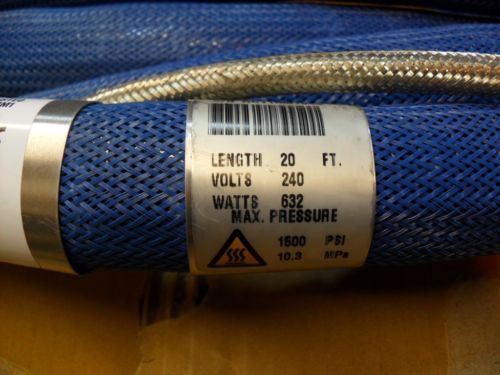 LENGTH 20 FT.
VOLTS 240
WATTS 632
MAX. PRESSURE
1500 PSI
10.3 MPa